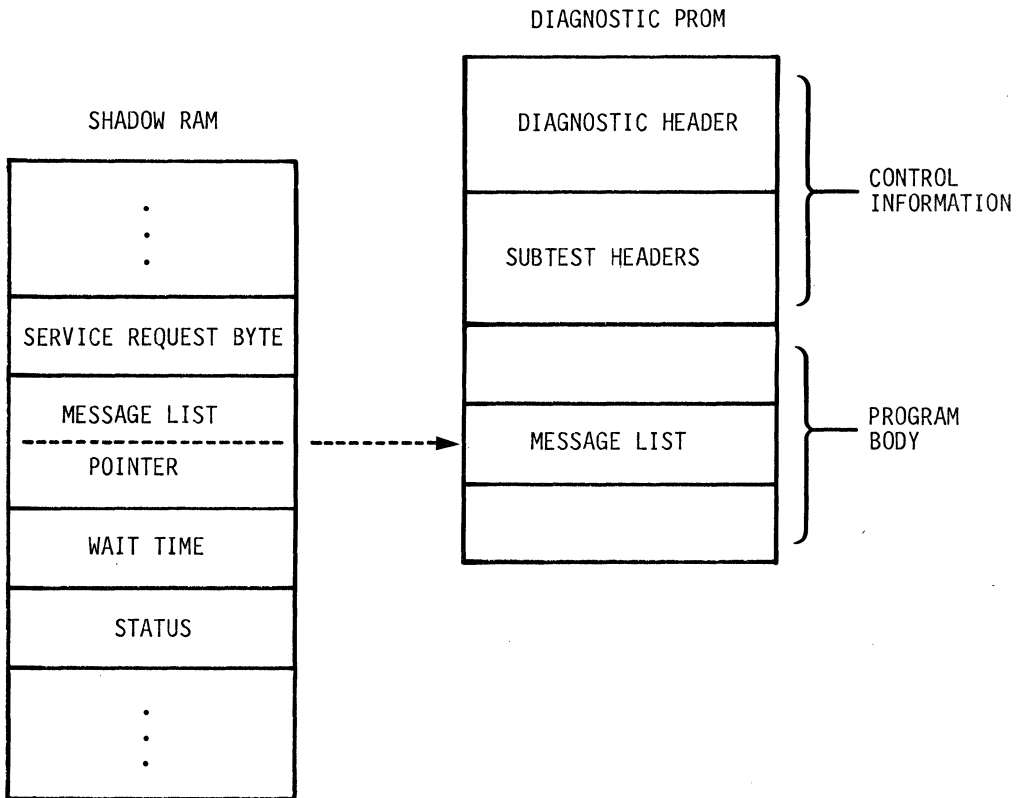 DIAGNOSTIC PROM
SHADOW RAM
DIAGNOSTIC HEADER
CONTROL
INFORMATION
SUBTEST HEADERS
SERVICE REQUEST BYTE
MESSAGE LIST
POINTER
WAIT TIME
STATUS
MESSAGE LIST
PROGRAM
BODY